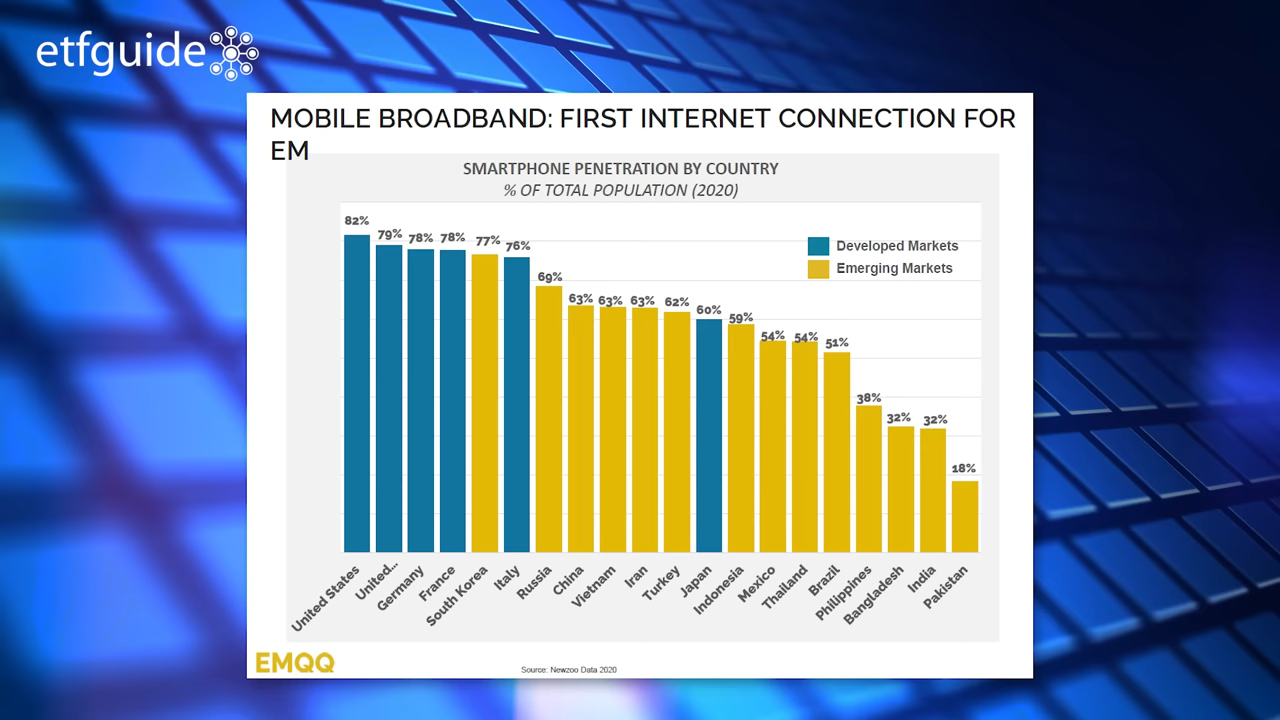 etfguide
MOBILE BROADBAND: FIRST INTERNET CONNECTION FOR
EM
SMARTPHONE PENETRATION BY COUNTRY
% OF TOTAL POPULATION (2020)
82%
79%
78%
78%
77%
76%
69%
63%
63%
63%
62%
60%
59%
54%
54%
51%
38%
32%
32%
18%
Developed Markets
Emerging Markets
United States
United...
Germany
France
South Korea
Italy
Russia
China
Vietnam
Iran
Turkey
Japan
Indonesia
Mexico
Thailand
Brazil
Philippines
Bangladesh
India
Pakistan
EMQQ
Source: Newzoo Data 2020